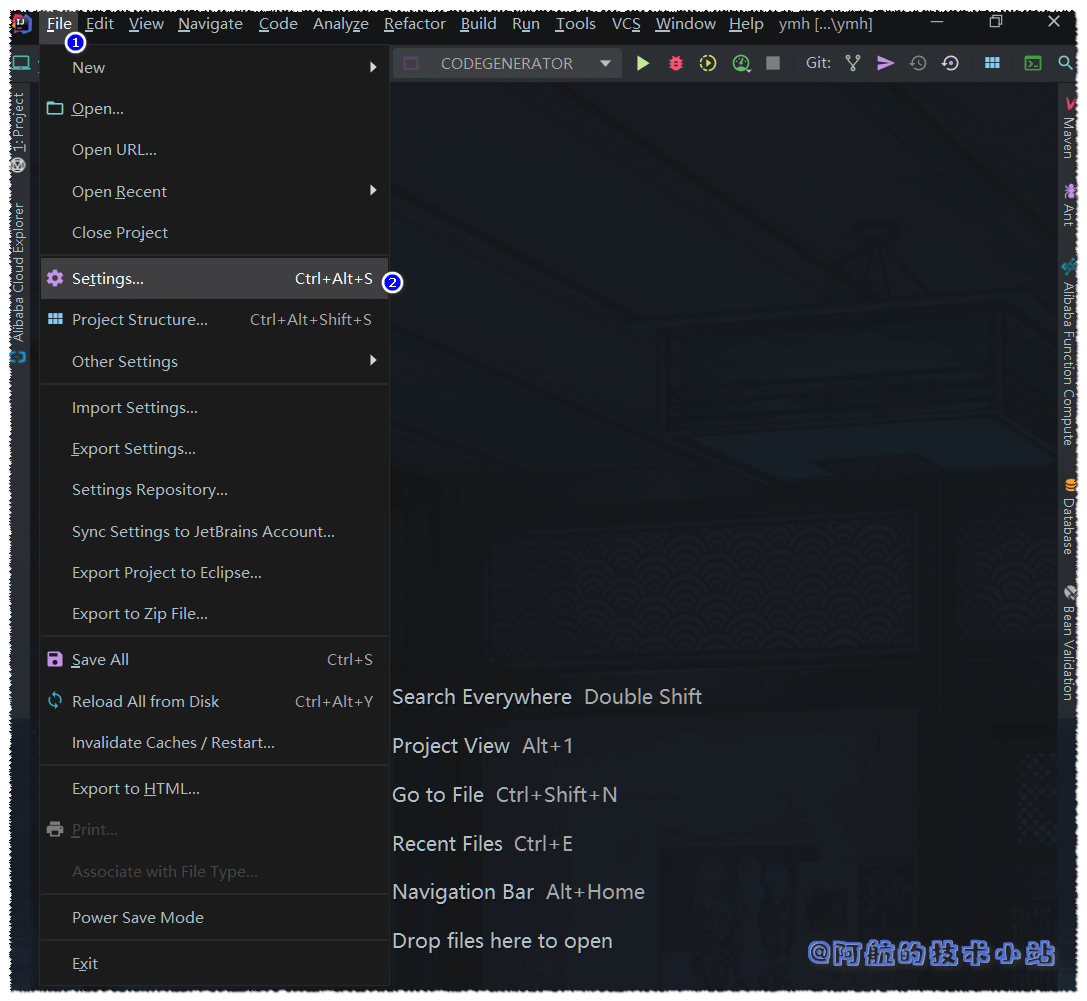 File Edit View Navigate Code Analyze Refactor Build Run Tools VCS Window Help ymh [...\ymh]
1
CODEGENERATOR Git:
New
Open...
Open URL...
Open Recent
Close Project
Settings... Ctrl+Alt+S 2
Project Structure... Ctrl+Alt+Shift+S
Other Settings
Import Settings...
Export Settings...
Settings Repository...
Sync Settings to JetBrains Account...
Export Project to Eclipse...
Export to Zip File...
Save All Ctrl+S
Reload All from Disk Ctrl+Alt+Y
Invalidate Caches / Restart...
Export to HTML...
Print...
Associate with File Type...
Power Save Mode
Exit
1: Project
Alibaba Cloud Explorer
Search Everywhere Double Shift
Project View Alt+1
Go to File Ctrl+Shift+N
Recent Files Ctrl+E
Navigation Bar Alt+Home
Drop files here to open
Maven
Ant
Alibaba Function Compute
Database
Bean Validation
@阿航的技术小站